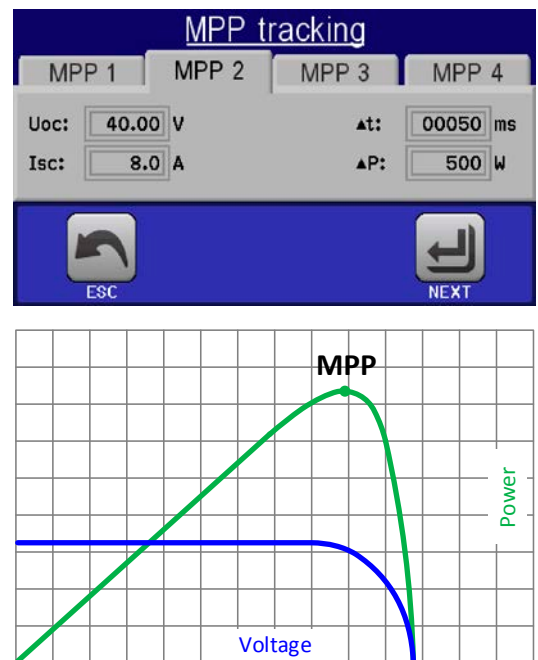 MPP tracking
MPP 1 MPP 2 MPP 3 MPP 4
Uoc: 40.00 V ▲t: 00050 ms
Isc: 8.0 A ▲P: 500 W
ESC NEXT
MPP
Power
Voltage